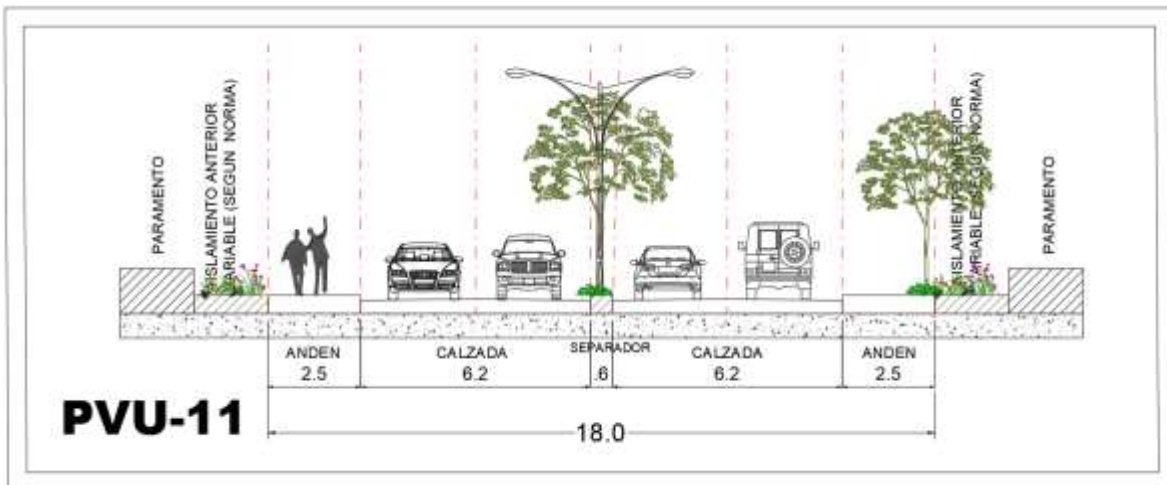 PARAMENTO
AISLAMIENTO ANTERIOR
VARIABLE (SEGUN NORMA)
AISLAMIENTO ANTERIOR
VARIABLE (SEGUN NORMA)
PARAMENTO
ANDEN
2.5
CALZADA
6.2
SEPARADOR
.6
CALZADA
6.2
ANDEN
2.5
PVU-11
18.0